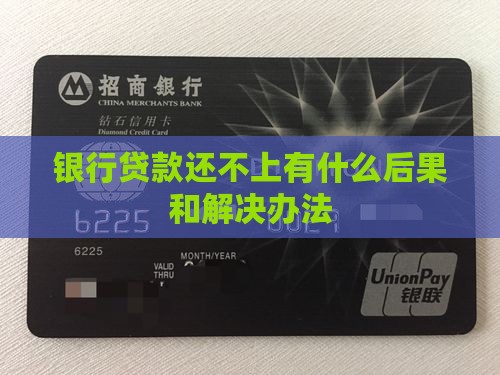 招商銀行
CHINA MERCHANTS BANK
钻石信用卡
Diamond Credit Card
银行贷款还不上有什么后果
和解决办法
6225
6225
MONTH/YEAR
VALID
THRU
UnionPay
银联